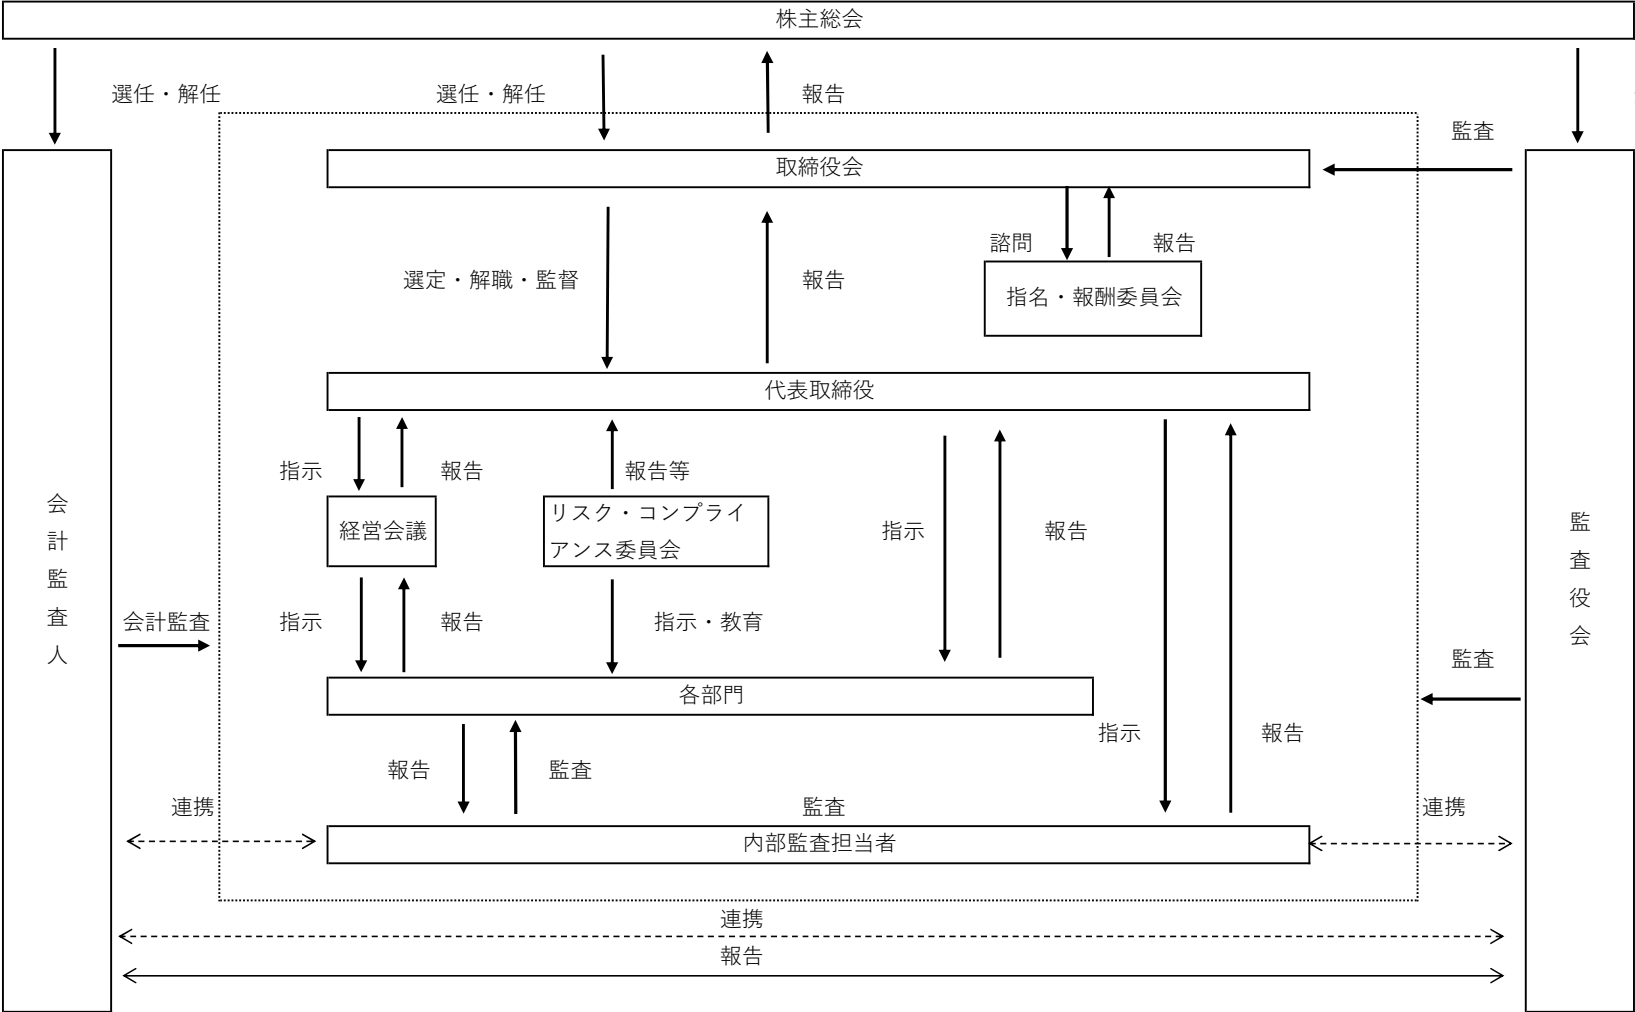 株主総会
選任・解任
選任・解任
報告
監査
取締役会
諮問
報告
選定・解職・監督
報告
指名・報酬委員会
代表取締役
指示
報告
報告等
経営会議
リスク・コンプライ
アンス委員会
指示
報告
会計監査人
監査役会
会計監査
指示
報告
指示・教育
監査
各部門
指示
報告
報告
監査
連携
監査
連携
内部監査担当者
連携
報告